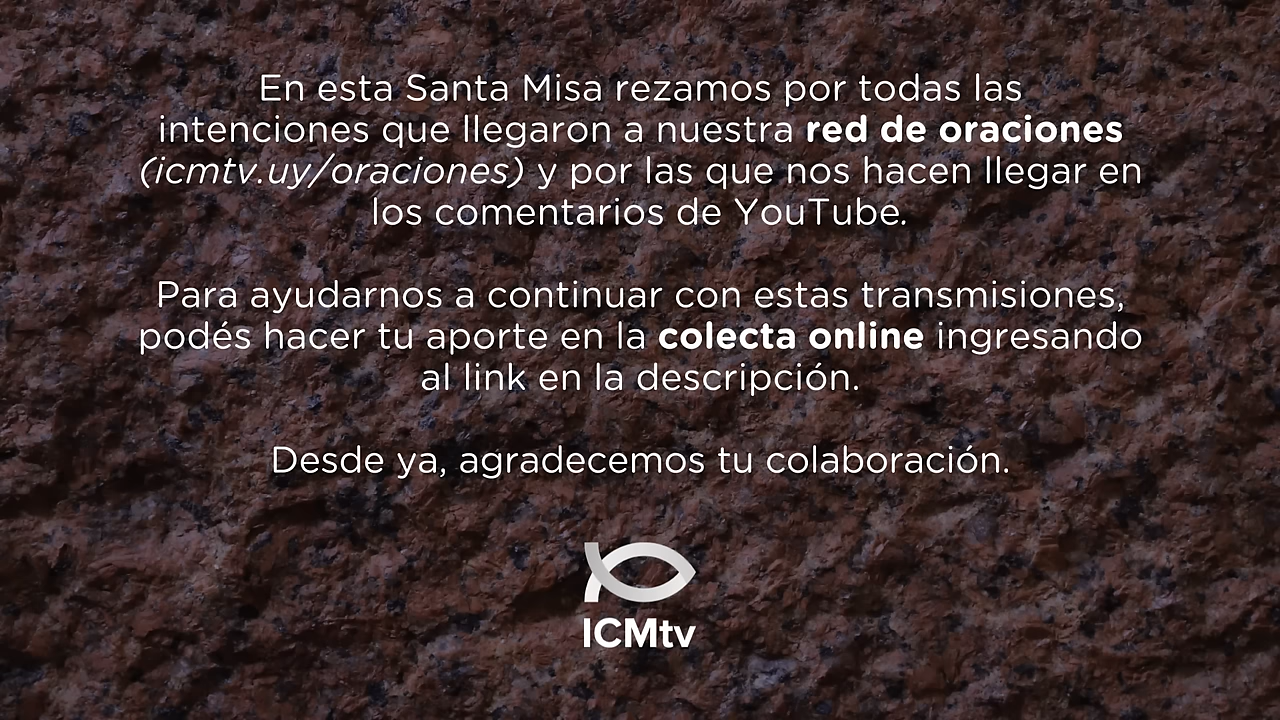 En esta Santa Misa rezamos por todas las
intenciones que llegaron a nuestra red de oraciones
(icmtv.uy/oraciones) y por las que nos hacen llegar en
los comentarios de YouTube.
Para ayudarnos a continuar con estas transmisiones,
podés hacer tu aporte en la colecta online ingresando
al link en la descripción.
Desde ya, agradecemos tu colaboración.
ICMtv